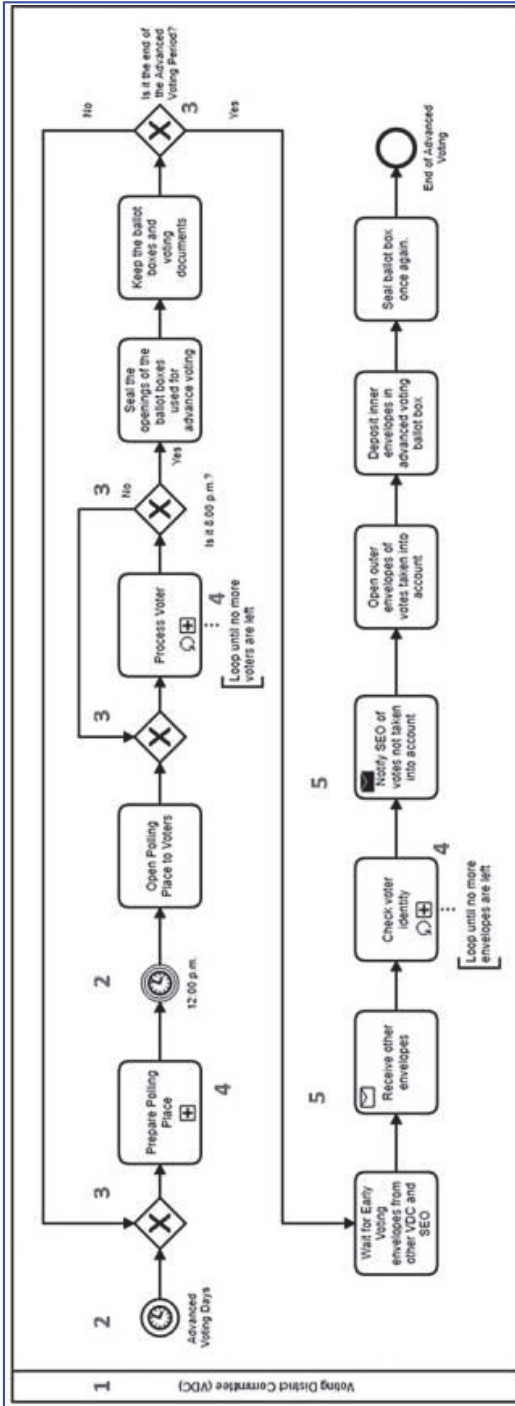 1
Voting District Committee (VDC)
2
Advanced
Voting Days
3
Prepare Polling
Place
4
2
12:00 p.m.
Open Polling
Place to Voters
3
Process Voter
4
Loop until no more
voters are left
3
No
Is it 8:00 p.m.?
Yes
Seal the
openings of the
ballot boxes
used for
advance voting
Keep the ballot
boxes and
voting
documents
Is it the end of
the Advanced
Voting Period?
3
No
Yes
Wait for Early
Voting
envelopes from
other VDC and
SEO
5
Receive other
envelopes
Check voter
identity
4
Loop until no more
envelopes are left
5
Notify SEO of
votes not taken
into account
Open outer
envelopes of
votes taken into
account
Deposit inner
envelopes in
advanced voting
ballot box
Seal ballot box
once again.
End of Advanced
Voting